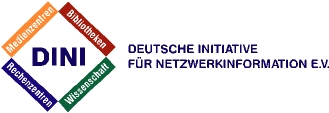 Medienzentren
Bibliotheken
DINI
Rechenzentren
Wissenschaft
DEUTSCHE INITIATIVE
FÜR NETZWERKINFORMATION E.V.